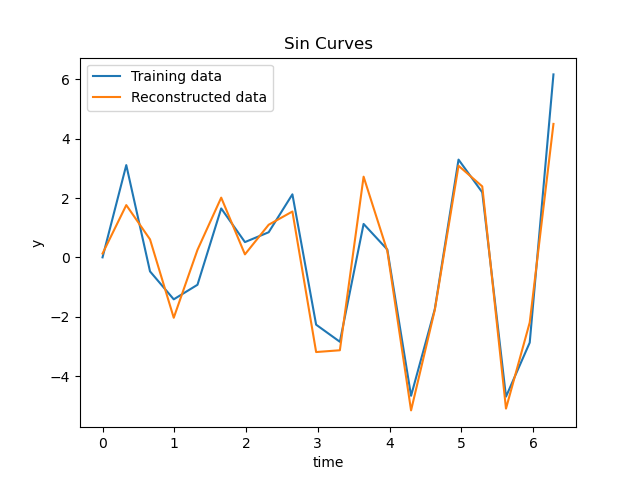 Sin Curves
Training data
Reconstructed data
6
4
2
0
−2
−4
y
0 1 2 3 4 5 6
time